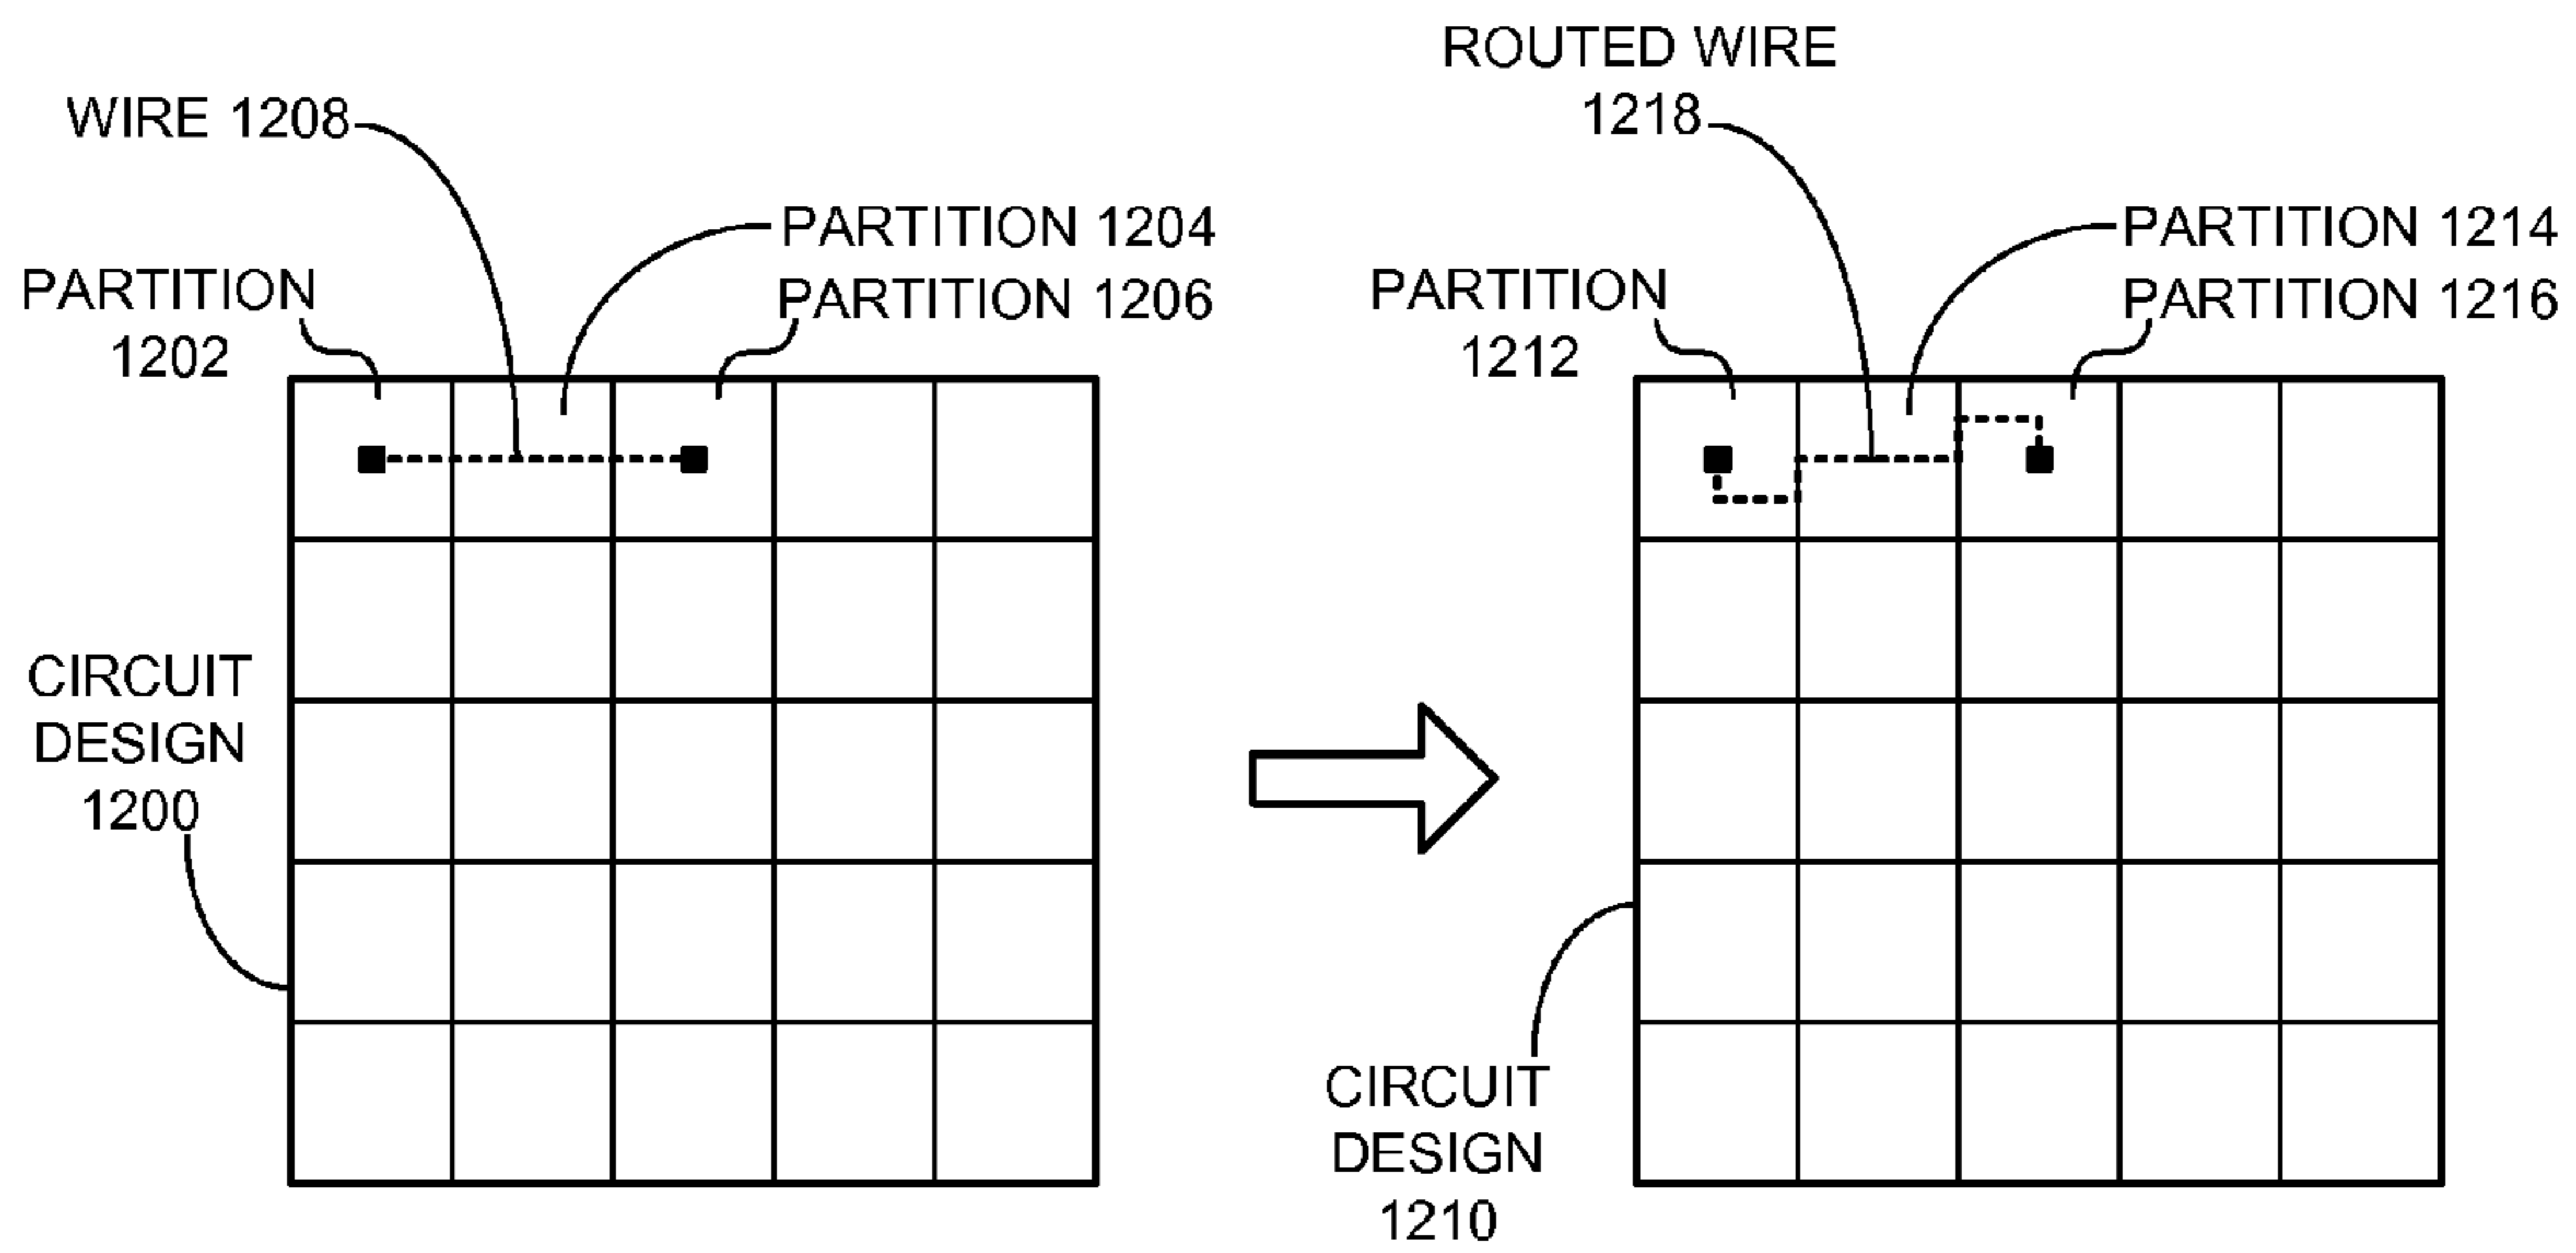 WIRE 1208
PARTITION 1204
PARTITION
1202
PARTITION 1206
CIRCUIT
DESIGN
1200
ROUTED WIRE
1218
PARTITION 1214
PARTITION
1212
PARTITION 1216
CIRCUIT
DESIGN
1210